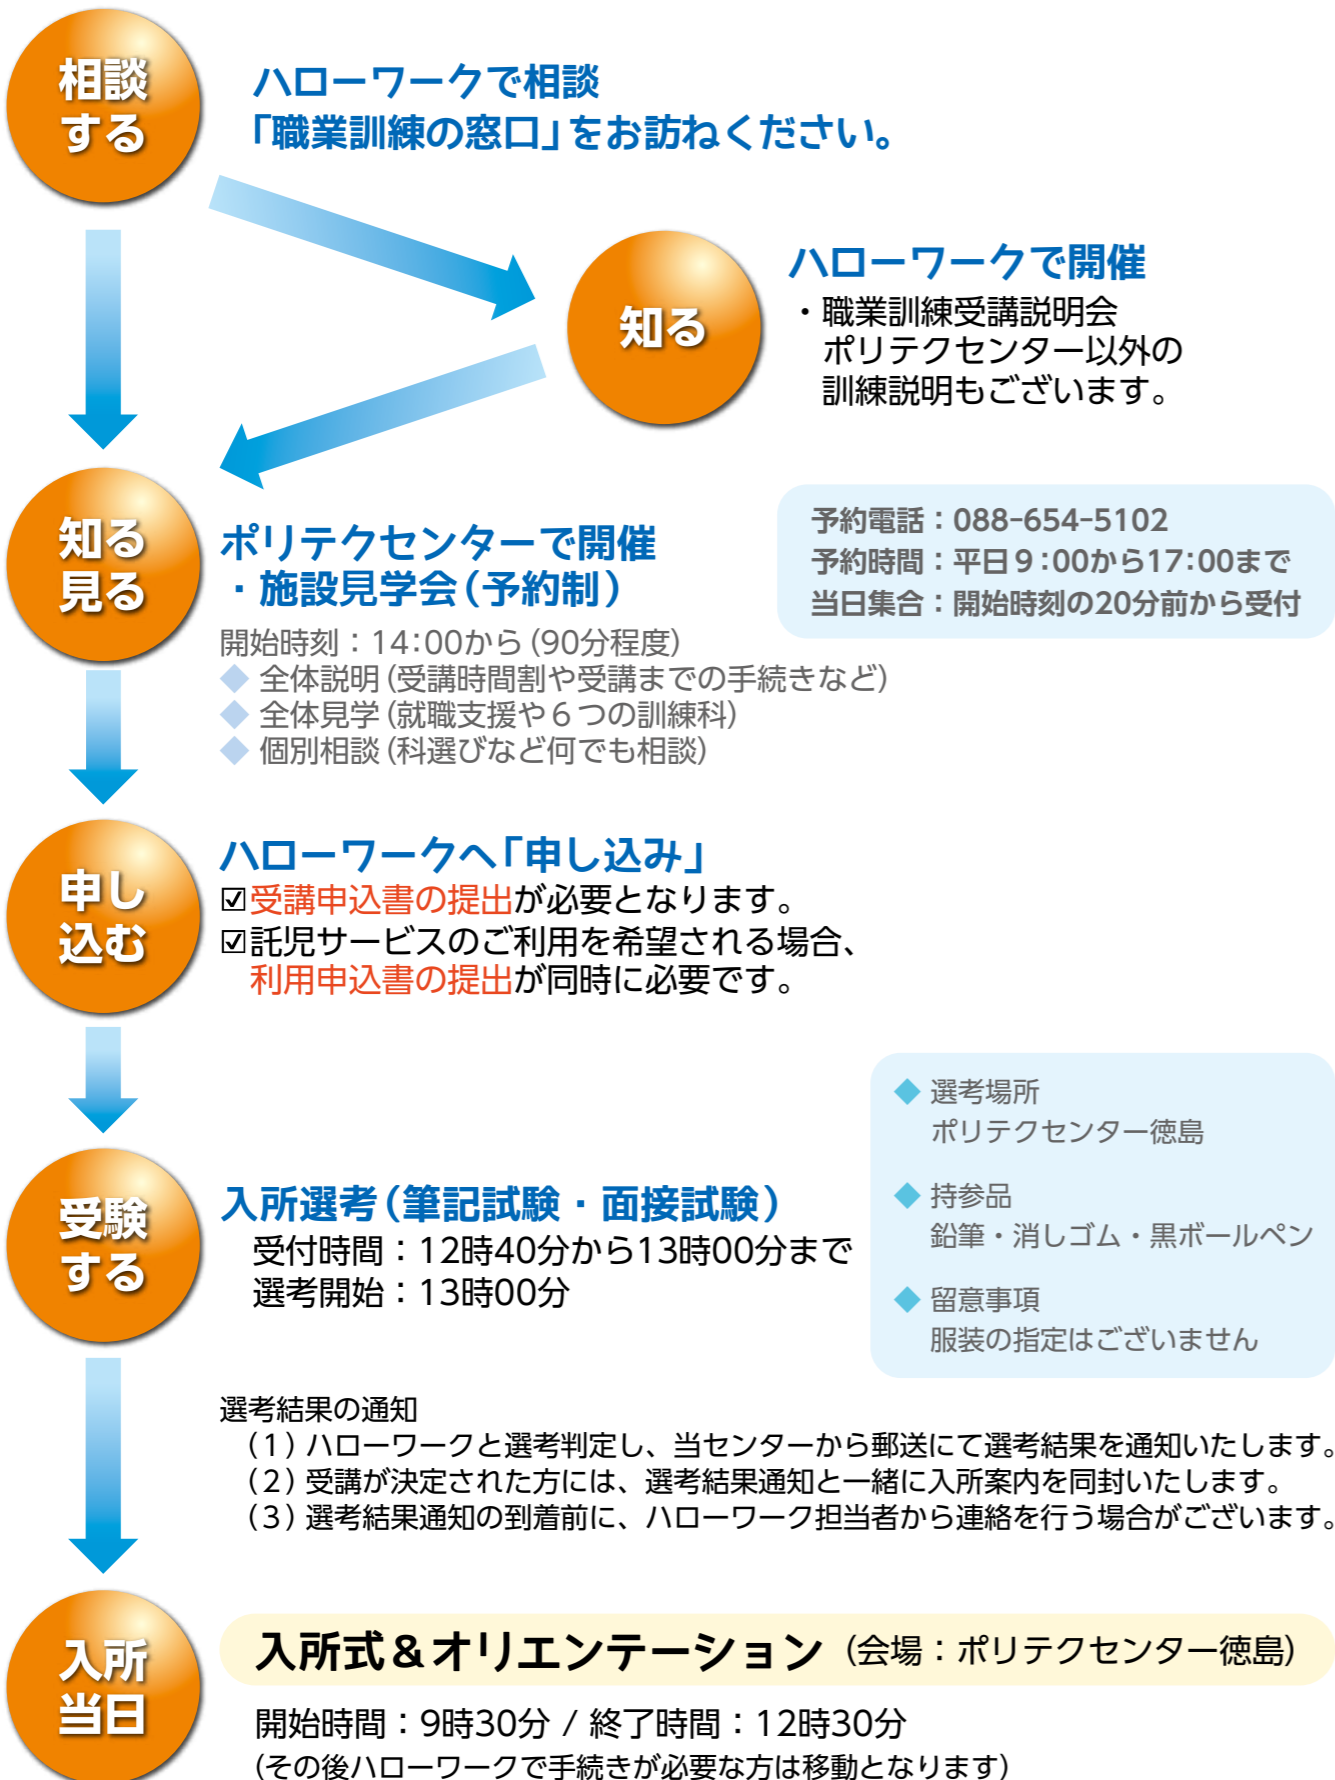 相談
する
ハローワークで相談
「職業訓練の窓口」をお訪ねください。
知る
ハローワークで開催
・職業訓練受講説明会
ポリテクセンター以外の
訓練説明もございます。
知る
見る
ポリテクセンターで開催
・施設見学会(予約制)
予約電話：088-654-5102
予約時間：平日9:00から17:00まで
当日集合：開始時刻の20分前から受付
開始時刻：14:00から(90分程度)
◆ 全体説明(受講時間割や受講までの手続きなど)
◆ 全体見学(就職支援や6つの訓練科)
◆ 個別相談(科選びなど何でも相談)
申し
込む
ハローワークへ「申し込み」
☑受講申込書の提出が必要となります。
☑託児サービスのご利用を希望される場合、
利用申込書の提出が同時に必要です。
受験
する
入所選考(筆記試験・面接試験)
受付時間：12時40分から13時00分まで
選考開始：13時00分
◆ 選考場所
ポリテクセンター徳島
◆ 持参品
鉛筆・消しゴム・黒ボールペン
◆ 留意事項
服装の指定はございません
選考結果の通知
(1)ハローワークと選考判定し、当センターから郵送にて選考結果を通知いたします。
(2)受講が決定された方には、選考結果通知と一緒に入所案内を同封いたします。
(3)選考結果通知の到着前に、ハローワーク担当者から連絡を行う場合がございます。
入所
当日
入所式&オリエンテーション(会場：ポリテクセンター徳島)
開始時間：9時30分 / 終了時間：12時30分
(その後ハローワークで手続きが必要な方は移動となります)